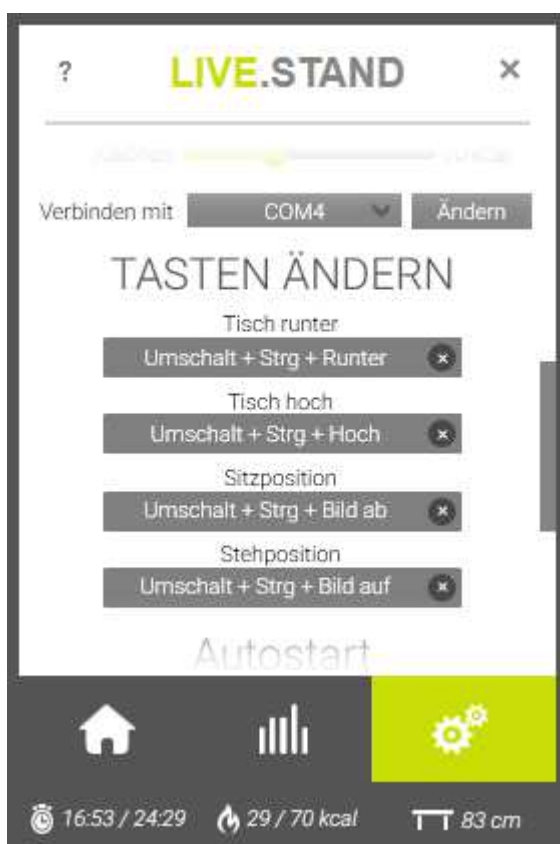 ?
LIVE.STAND
×
Verbinden mit COM4 Ändern
TASTEN ÄNDERN
Tisch runter
Umschalt + Strg + Runter
Tisch hoch
Umschalt + Strg + Hoch
Sitzposition
Umschalt + Strg + Bild ab
Stehposition
Umschalt + Strg + Bild auf
Autostart
16:53 / 24:29 29 / 70 kcal 83 cm